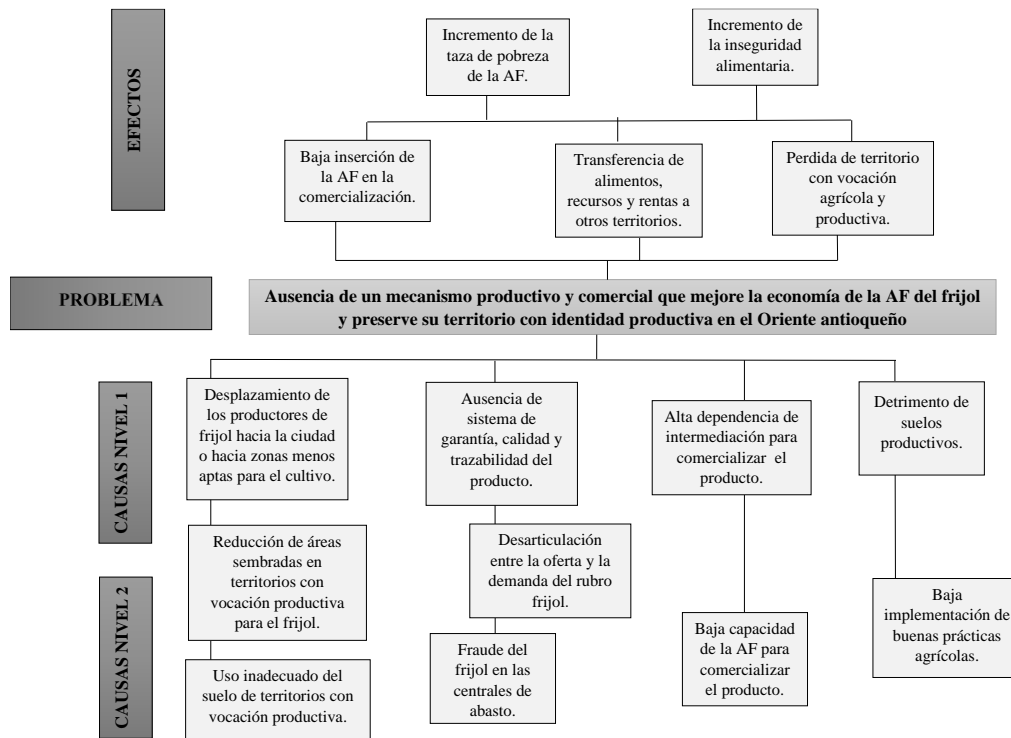 EFECTOS
Incremento de la
taza de pobreza
de la AF.
Incremento de
la inseguridad
alimentaria.
Baja inserción de
la AF en la
comercialización.
Transferencia de
alimentos,
recursos y rentas a
otros territorios.
Perdida de territorio
con vocación
agrícola y
productiva.
PROBLEMA
Ausencia de un mecanismo productivo y comercial que mejore la economía de la AF del frijol
y preserve su territorio con identidad productiva en el Oriente antioqueño
CAUSAS NIVEL 1
Desplazamiento de
los productores de
frijol hacia la ciudad
o hacia zonas menos
aptas para el cultivo.
Ausencia de
sistema de
garantía, calidad y
trazabilidad del
producto.
Alta dependencia de
intermediación para
comercializar el
producto.
Detrimento de
suelos
productivos.
CAUSAS NIVEL 2
Reducción de áreas
sembradas en
territorios con
vocación productiva
para el frijol.
Desarticulación
entre la oferta y la
demanda del rubro
frijol.
Baja
implementación de
buenas prácticas
agrícolas.
Baja capacidad
de la AF para
comercializar
el producto.
Fraude del
frijol en las
centrales de
abasto.
Uso inadecuado del
suelo de territorios con
vocación productiva.